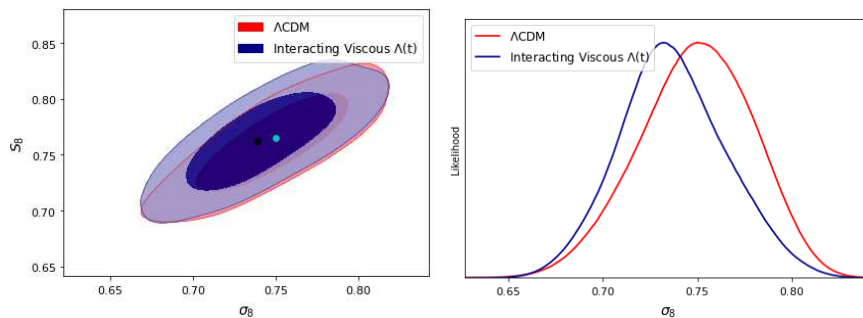 ΛCDM
Interacting Viscous Λ(t)
0.85
0.80
0.75
0.70
0.65
S₈
0.65
0.70
0.75
0.80
σ₈
ΛCDM
Interacting Viscous Λ(t)
Likelihood
0.65
0.70
0.75
0.80
σ₈